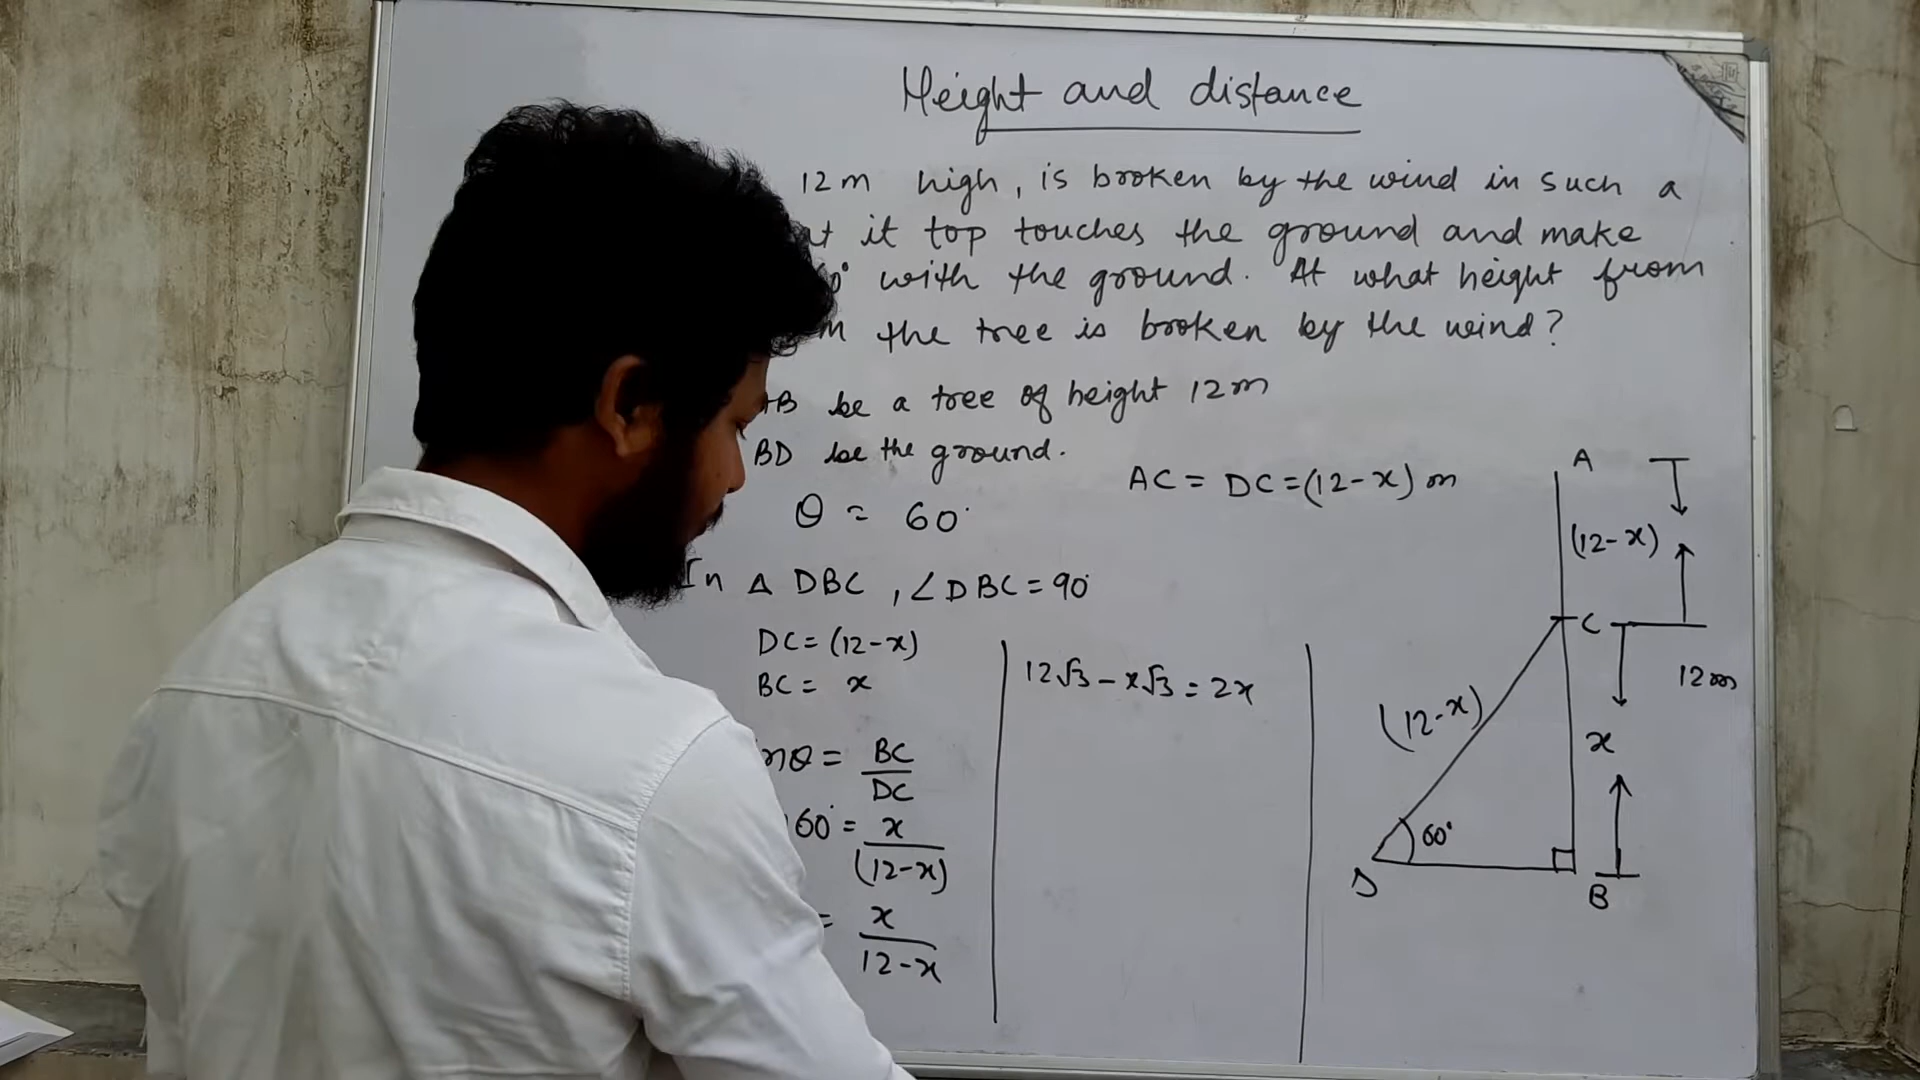 Height and distance
12m high, is broken by the wind in such a
it top touches the ground and make
60° with the ground. At what height from
the tree is broken by the wind?
AB be a tree of height 12m
BD be the ground.
AC = DC = (12-x) m
θ = 60°
In Δ DBC, ∠DBC = 90°
DC = (12-x)
BC = x
nθ = BC
DC
60° = x
(12-x)
= x
12-x
12√3 - x√3 = 2x
A
(12-x)
C
12m
(12-x)
x
60°
D
B